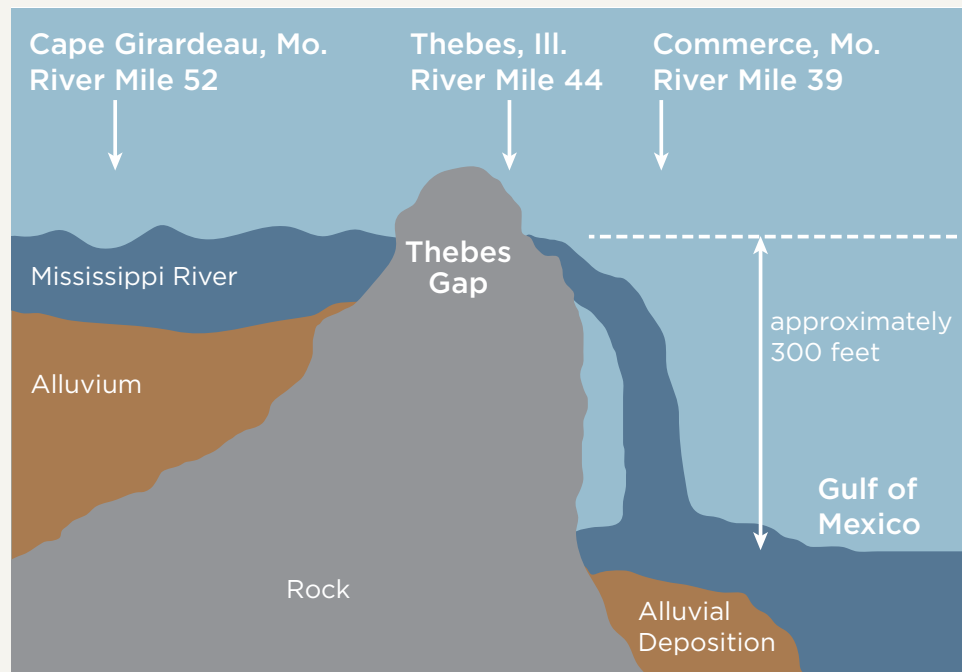 Cape Girardeau, Mo.
River Mile 52
Thebes, Ill.
River Mile 44
Commerce, Mo.
River Mile 39
Thebes
Gap
Mississippi River
approximately
300 feet
Alluvium
Gulf of
Mexico
Rock
Alluvial
Deposition